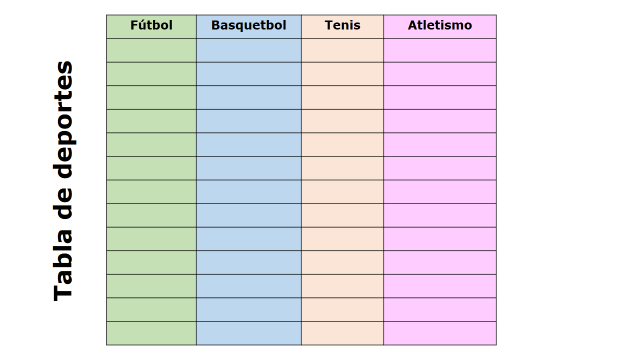 Tabla de deportes
Fútbol Basquetbol Tenis Atletismo